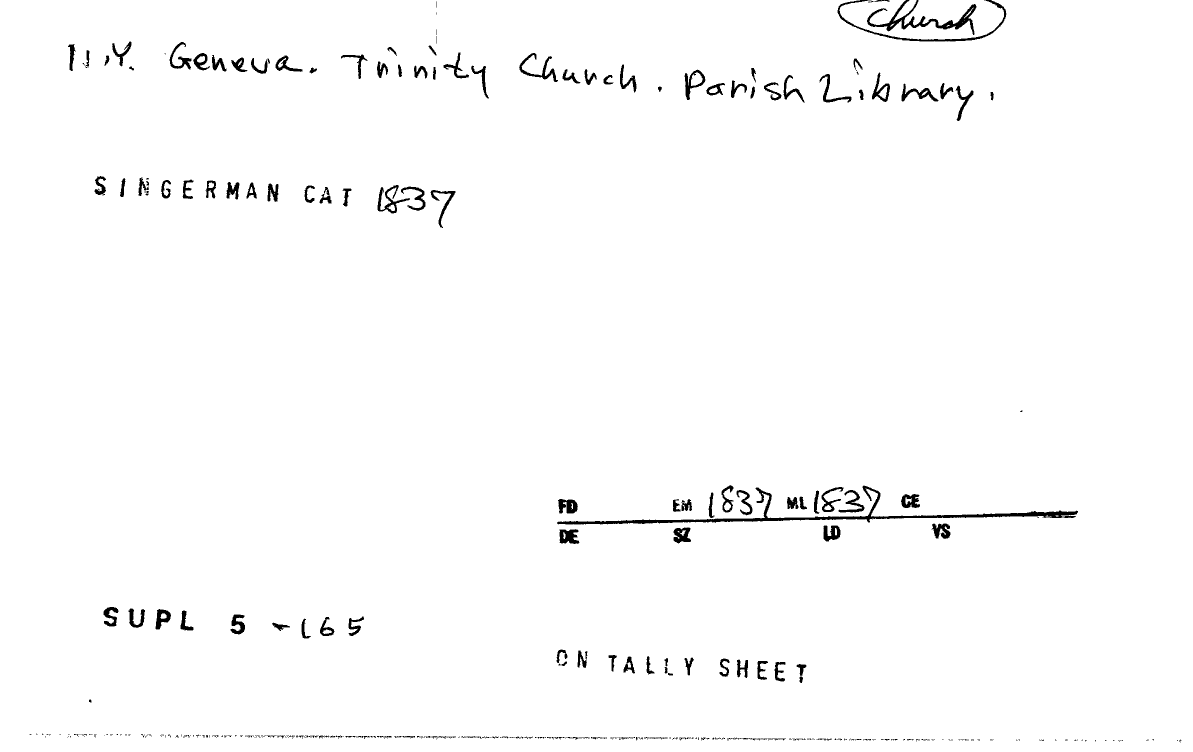 Church
N.Y. Geneva. Trinity Church. Parish Library.
SINGERMAN CAT 1837
FD EM 1837 ML 1837 CE
DE SZ LD VS
SUPL 5 -165
ON TALLY SHEET